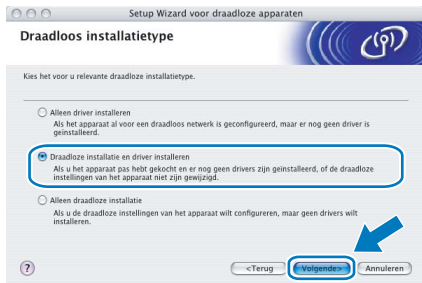 Setup Wizard voor draadloze apparaten
Draadloos installatietype
Kies het voor u relevante draadloze installatietype.
Alleen driver installeren
Als het apparaat al voor een draadloos netwerk is geconfigureerd, maar er nog geen driver is
geïnstalleerd.
Draadloze installatie en driver installeren
Als u het apparaat pas hebt gekocht en er nog geen drivers zijn geïnstalleerd, of de draadloze
instellingen van het apparaat niet zijn gewijzigd.
Alleen draadloze installatie
Als u de draadloze instellingen van het apparaat wilt configureren, maar geen drivers wilt
installeren.
? <Terug Volgende> Annuleren